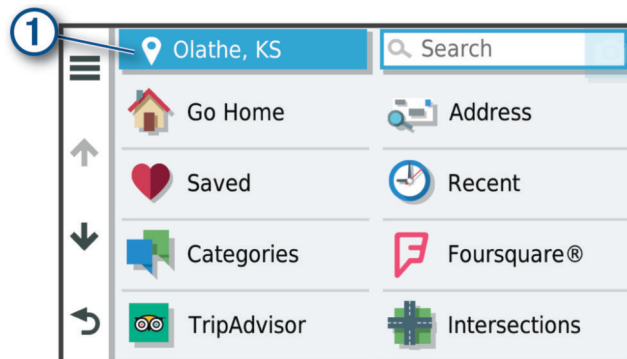 1
Olathe, KS
Search
Go Home
Address
Saved
Recent
Categories
Foursquare®
TripAdvisor
Intersections